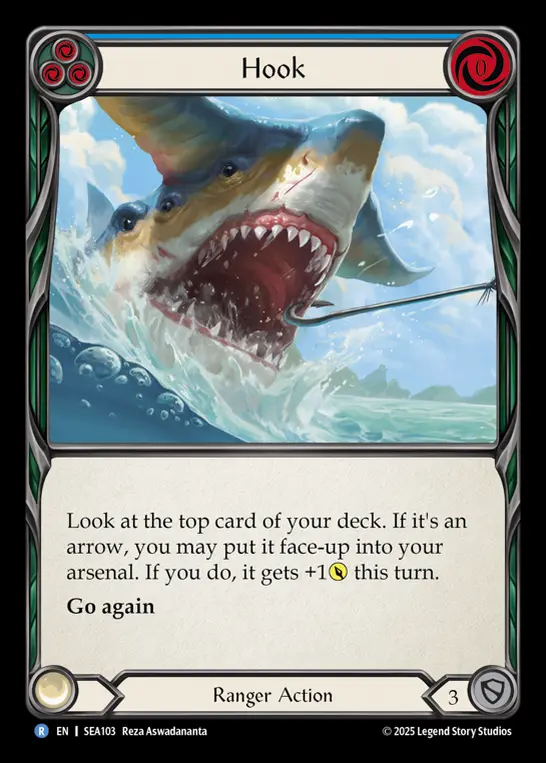 Hook
0
Look at the top card of your deck. If it's an
arrow, you may put it face-up into your
arsenal. If you do, it gets +1 this turn.
Go again
Ranger Action
3
R EN | SEA103 Reza Aswadananta
© 2025 Legend Story Studios